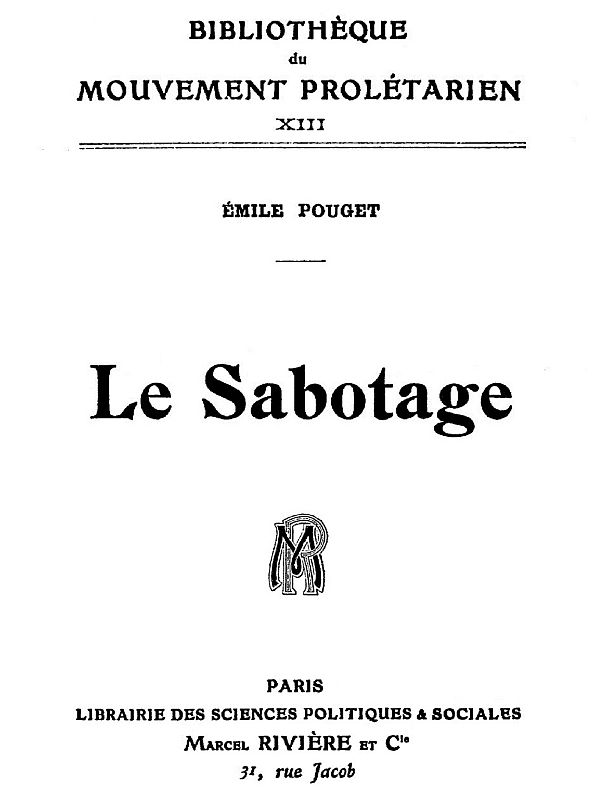 BIBLIOTHÈQUE
du
MOUVEMENT PROLÉTARIEN
XIII
ÉMILE POUGET
Le Sabotage
MR
PARIS
LIBRAIRIE DES SCIENCES POLITIQUES & SOCIALES
MARCEL RIVIÈRE ET Cie
31, rue Jacob